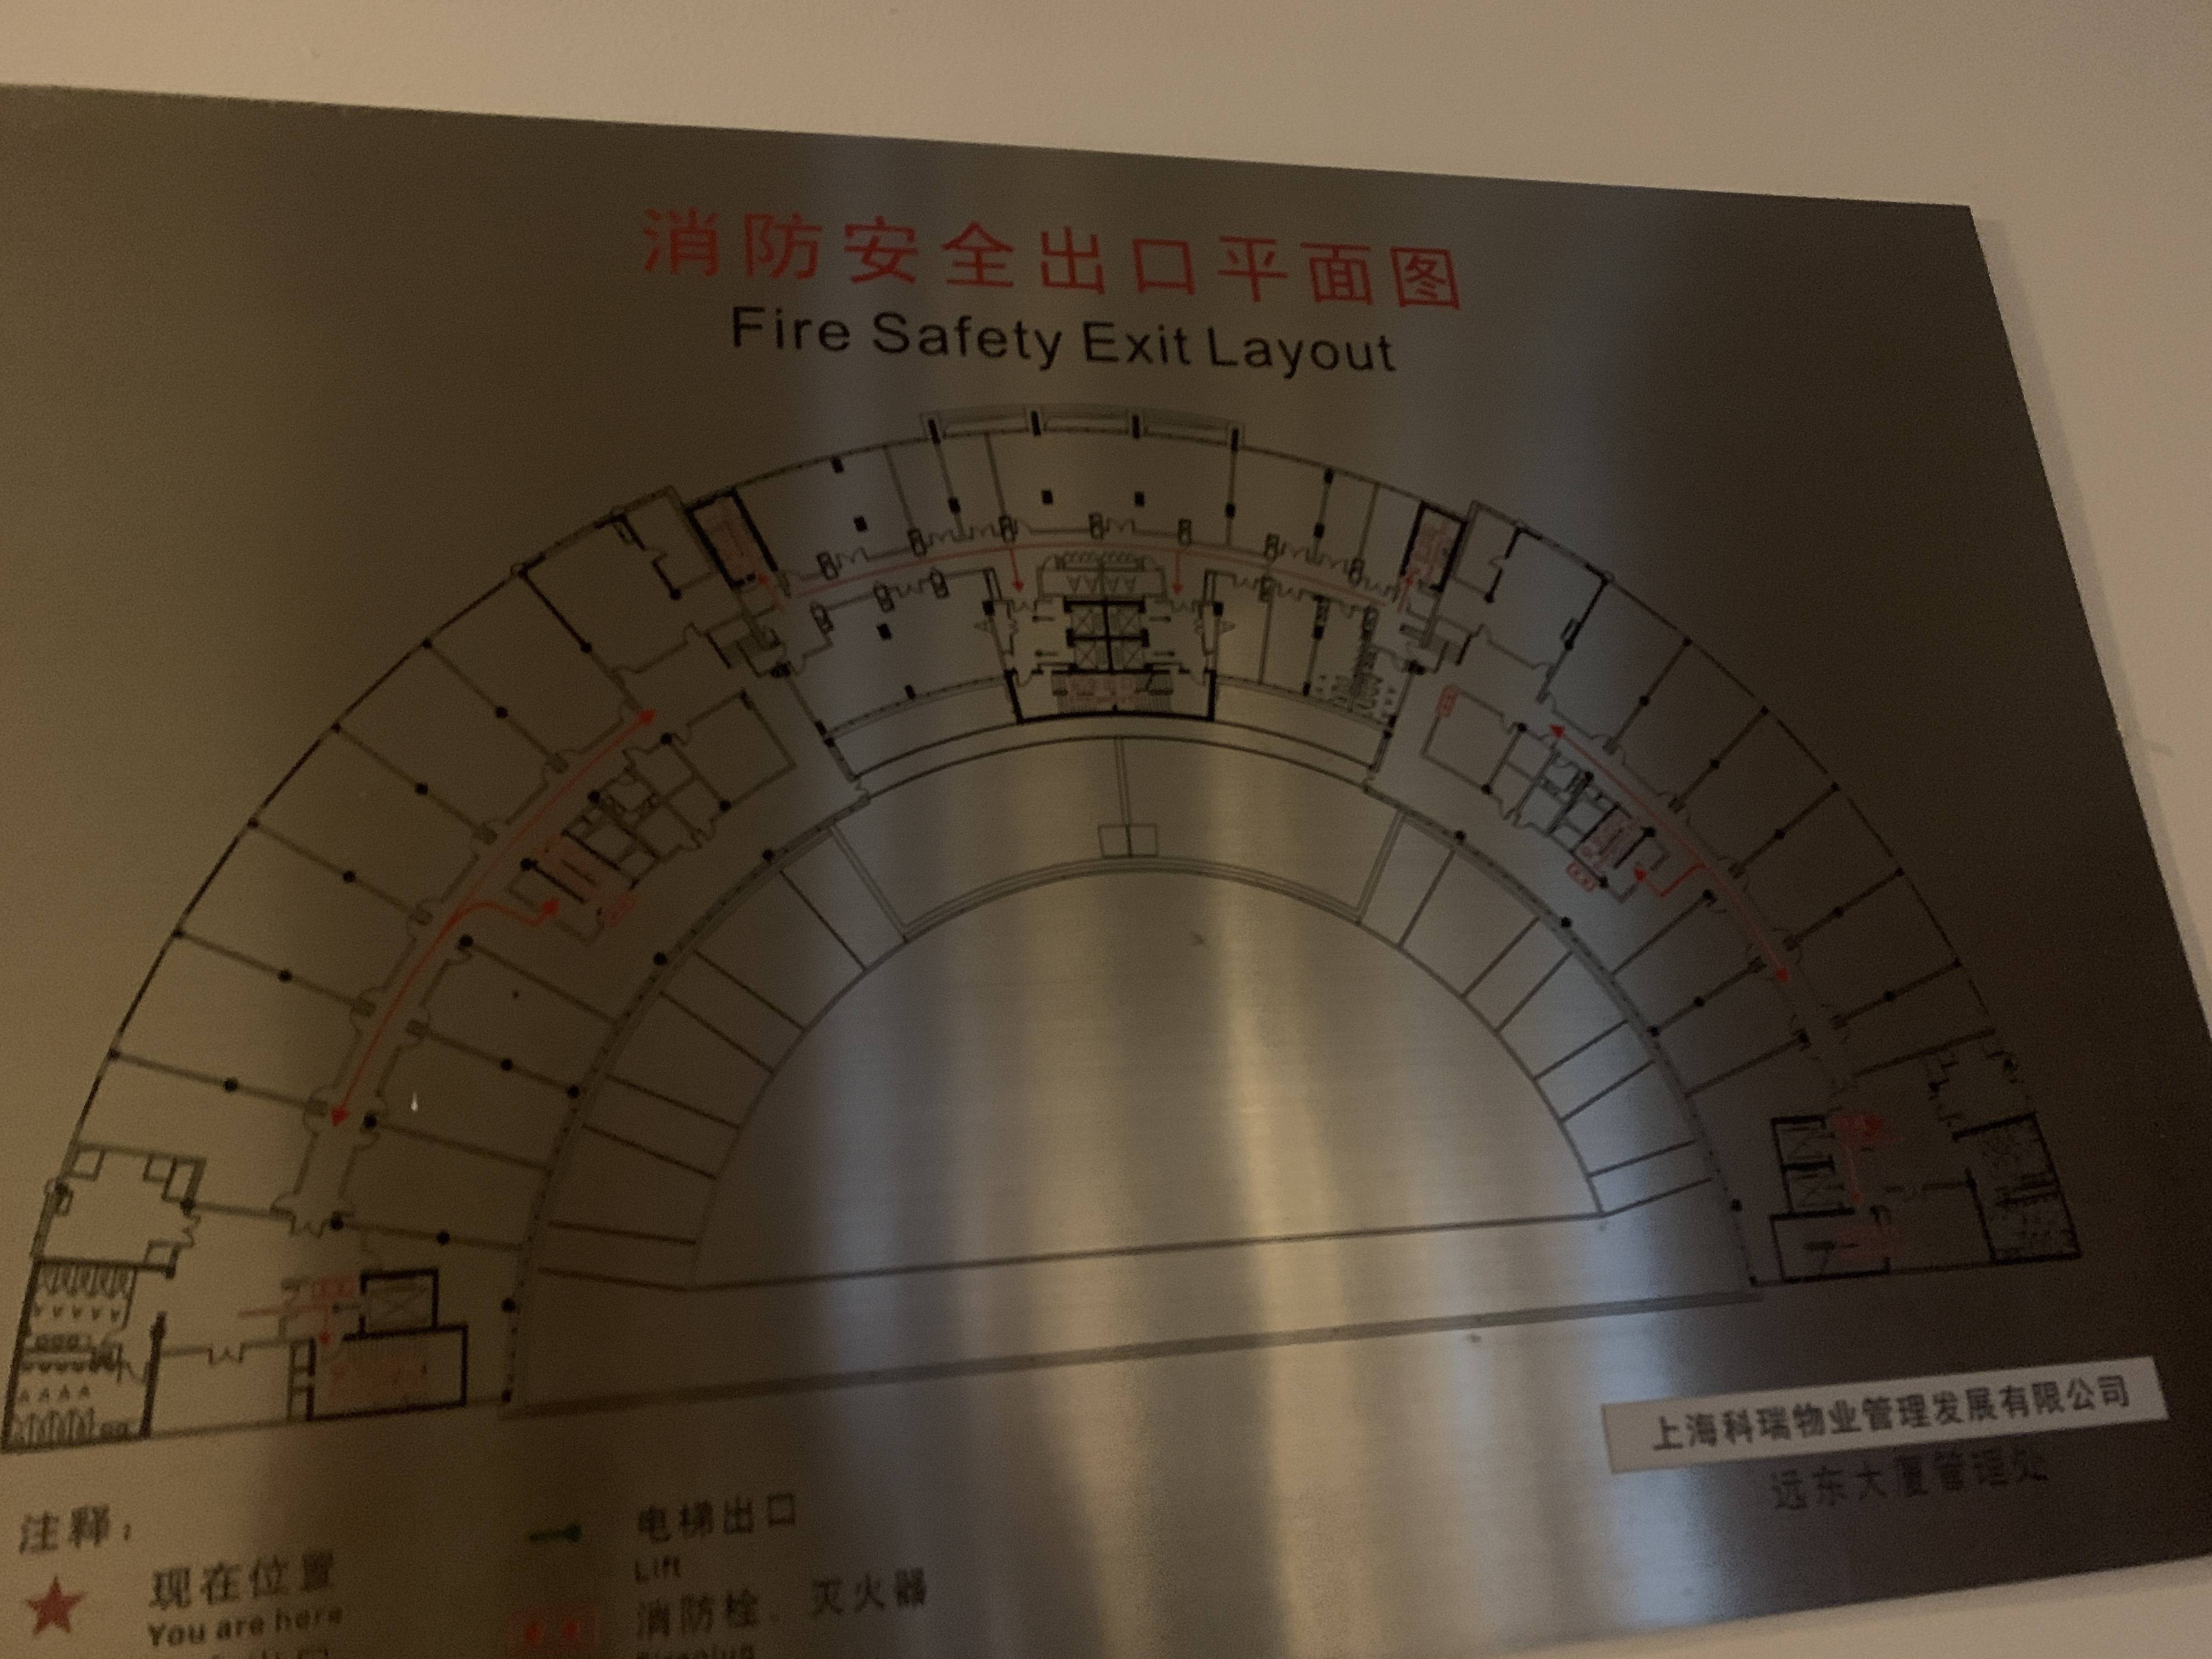 消防安全出口平面图
Fire Safety Exit Layout
上海科瑞物业管理发展有限公司
远东大厦管理处
注释：
现在位置
You are here
电梯出口
Lift
消防栓、灭火器